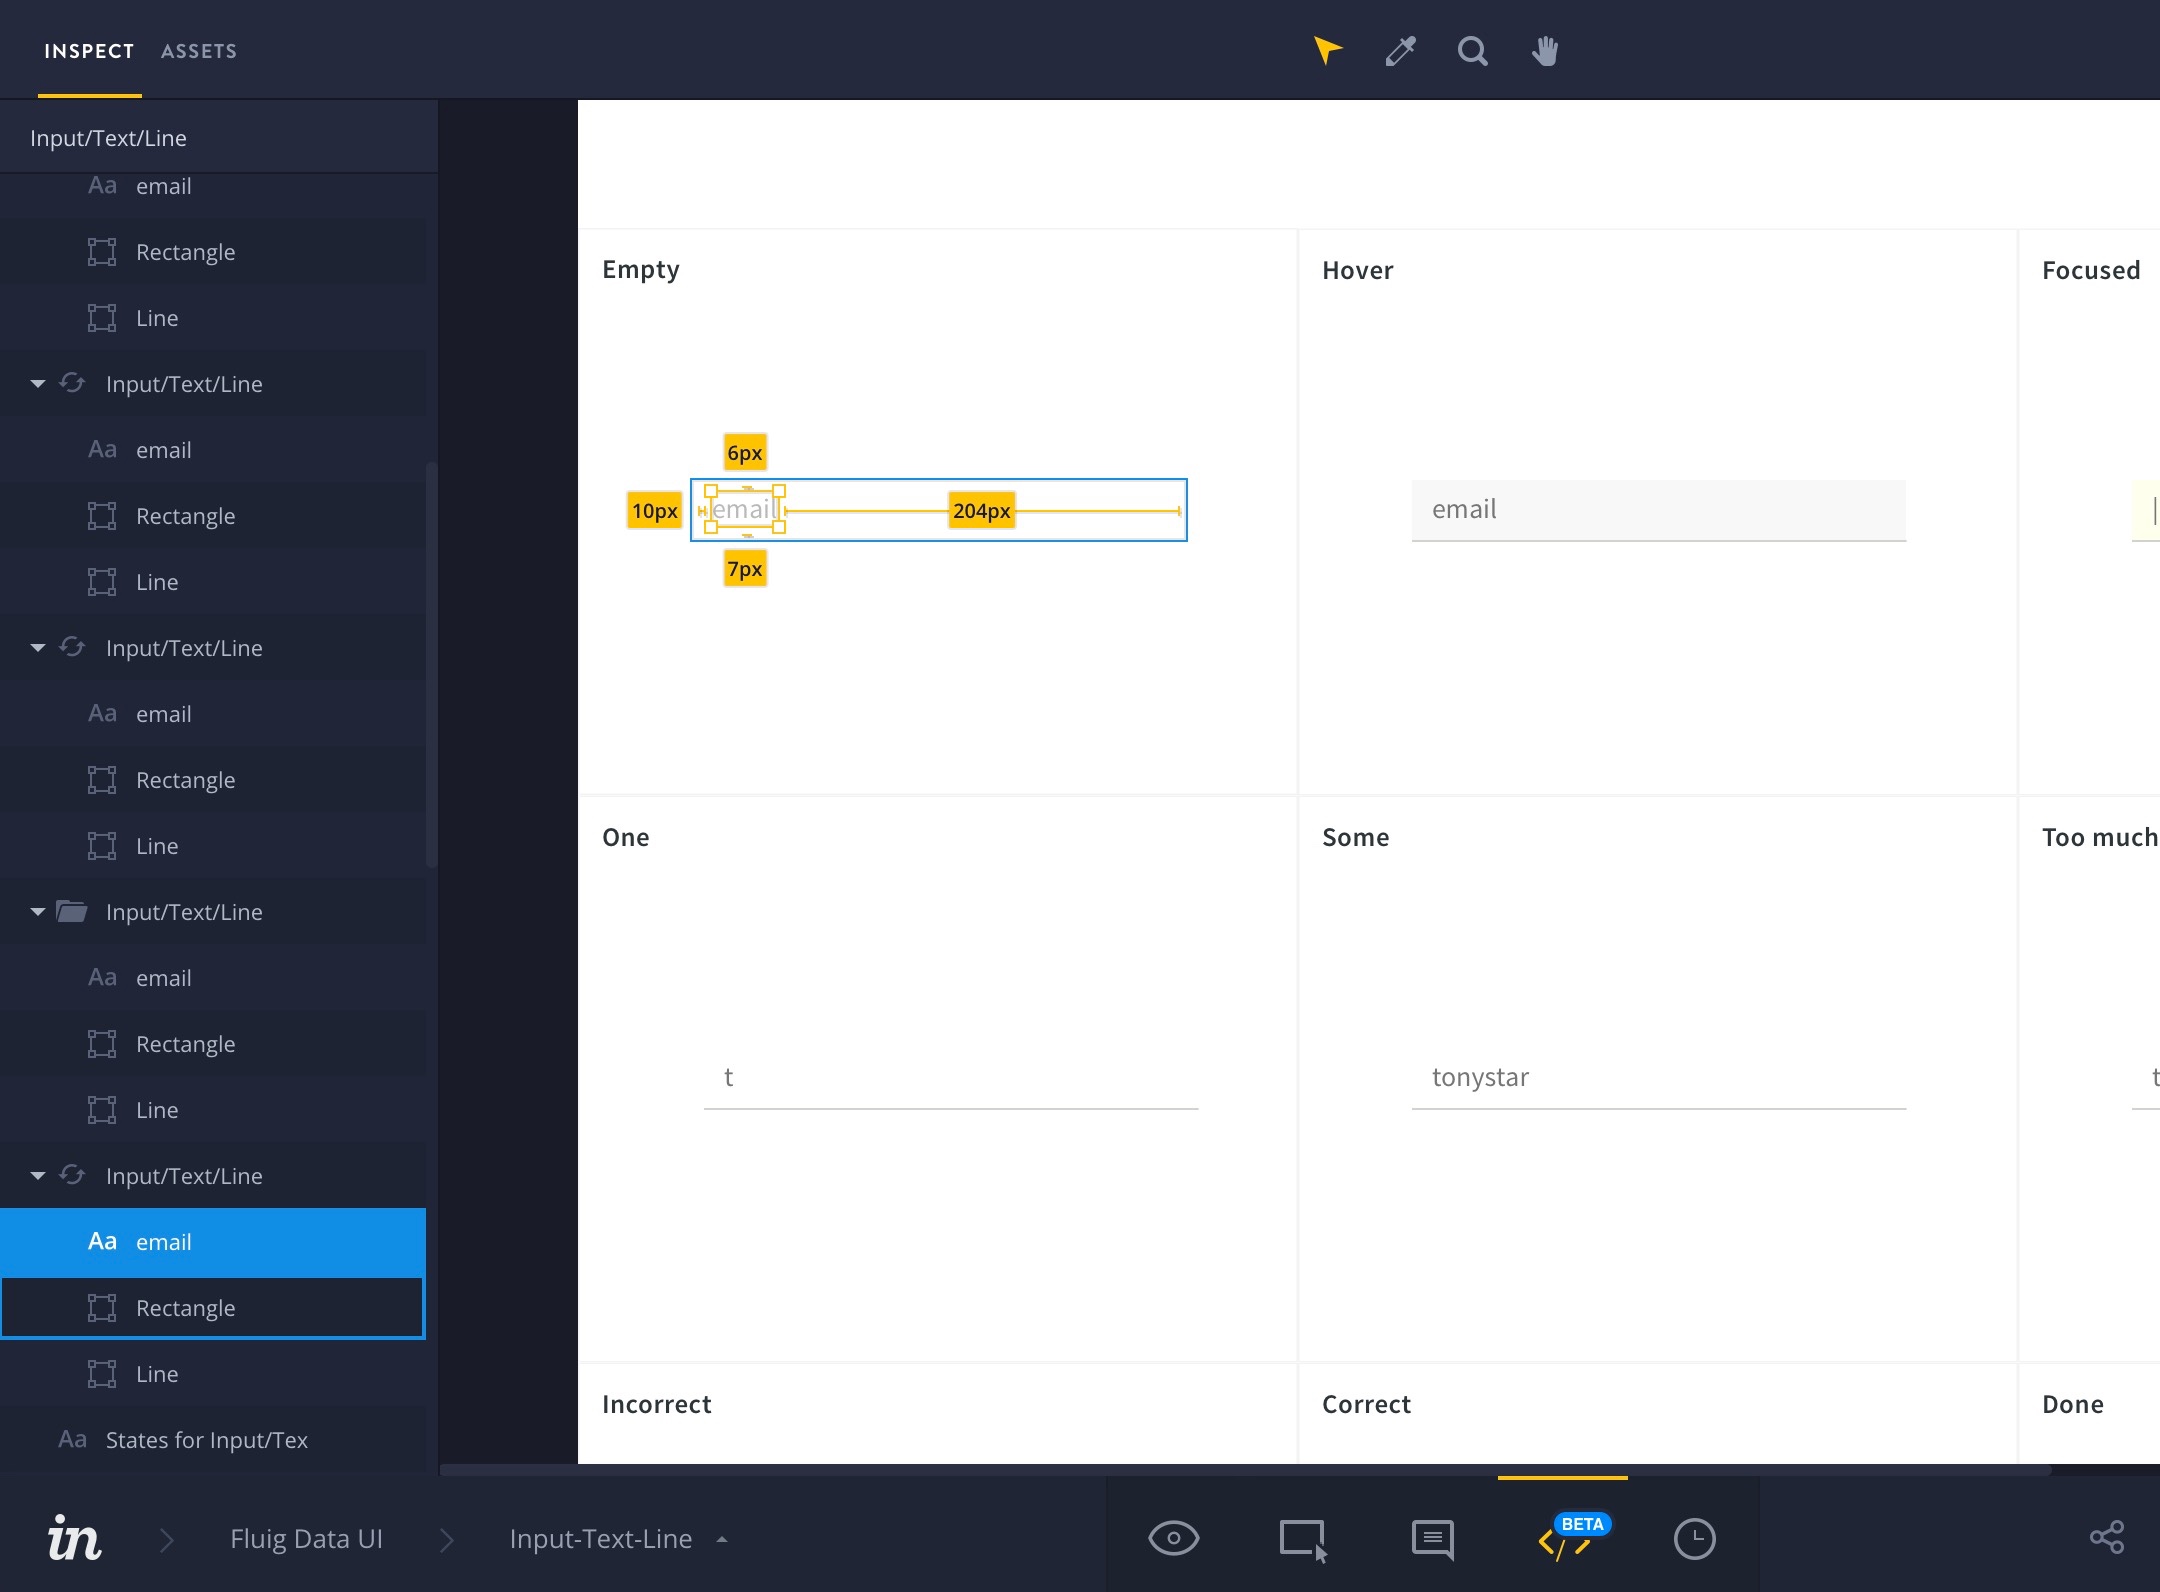 INSPECT ASSETS
Input/Text/Line
Aa email
Rectangle
Line
Input/Text/Line
Aa email
Rectangle
Line
Input/Text/Line
Aa email
Rectangle
Line
Input/Text/Line
Aa email
Rectangle
Line
Input/Text/Line
Aa email
Rectangle
Line
Aa States for Input/Tex
Empty
6px
10px
email
204px
7px
Hover
email
Focused
|
One
t
Some
tonystar
Too much
t
Incorrect
Correct
Done
in
Fluig Data UI
Input-Text-Line
BETA